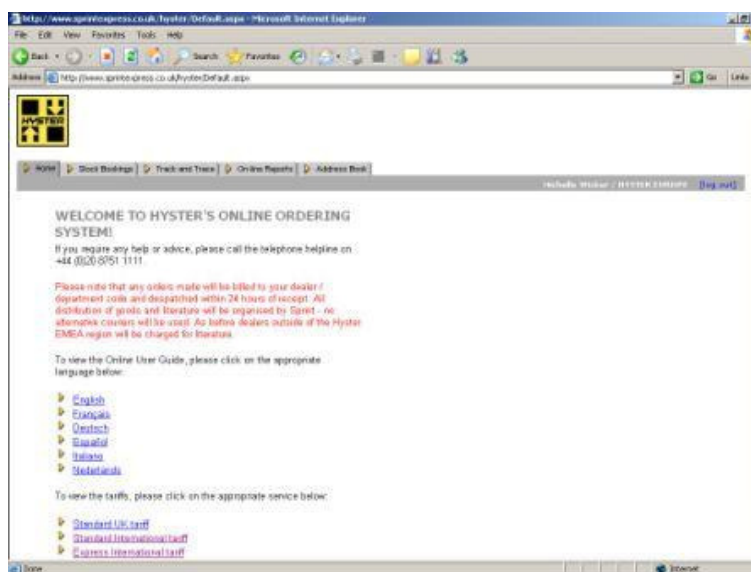 http://www.sprintexpress.co.uk/hyster/Default.aspx - Microsoft Internet Explorer
File Edit View Favorites Tools Help
Back Search Favorites
Address http://www.sprintexpress.co.uk/hyster/Default.aspx Go Links
HYSTER
Home Stock Bookings Track and Trace Online Reports Address Book
/ HYSTER EUROPE [log out]
WELCOME TO HYSTER'S ONLINE ORDERING
SYSTEM!
If you require any help or advice, please call the telephone helpline on
+44 (0)20 8751 1111
Please note that any orders made will be billed to your dealer /
department code and despatched within 24 hours of receipt. All
distribution of goods and literature will be organised by Sprint - no
alternative couriers will be used. As before dealers outside of the Hyster
EMEA region will be charged for literature.
To view the Online User Guide, please click on the appropriate
language below:
English
Français
Deutsch
Español
Italiano
Nederlands
To view the tariffs, please click on the appropriate service below:
Standard UK tariff
Standard International tariff
Express International tariff
Done Internet